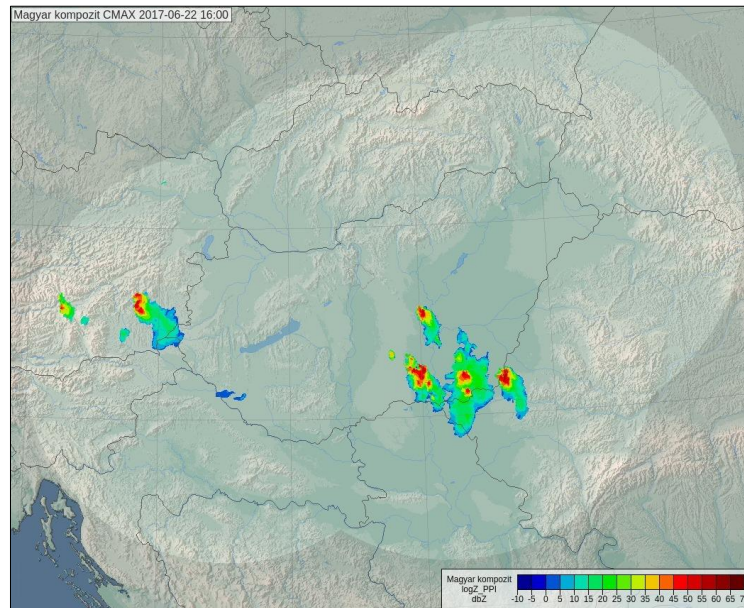 Magyar kompozit CMAX 2017-06-22 16:00
Magyar kompozit
logZ_PPI
dbZ
-10 -5 0 5 10 15 20 25 30 35 40 45 50 55 60 65 7